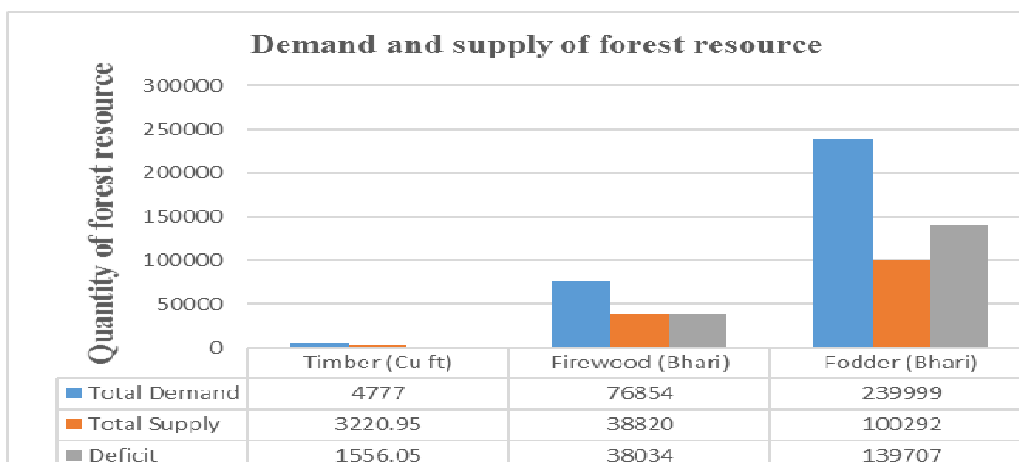 Demand and supply of forest resource
Quantity of forest resource
300000
250000
200000
150000
100000
50000
0
Timber (Cu ft) Firewood (Bhari) Fodder (Bhari)
Total Demand 4777 76854 239999
Total Supply 3220.95 38820 100292
Deficit 1556.05 38034 139707